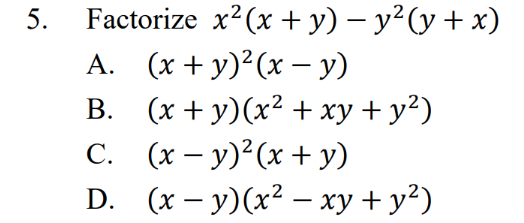 5. Factorize x²(x + y) − y²(y + x)
A. (x + y)²(x − y)
B. (x + y)(x² + xy + y²)
C. (x − y)²(x + y)
D. (x − y)(x² − xy + y²)